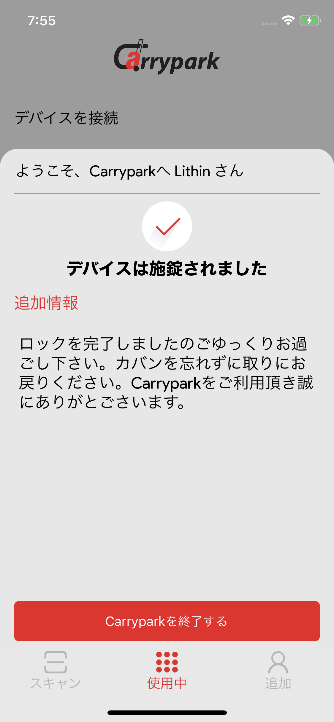 7:55
Carrypark
デバイスを接続
ようこそ、Carryparkへ Lithin さん
デバイスは施錠されました
追加情報
ロックを完了しましたのごゆっくりお過
ごし下さい。カバンを忘れずに取りにお
戻りください。Carryparkをご利用頂き誠
にありがとごさいます。
Carryparkを終了する
スキャン
使用中
追加